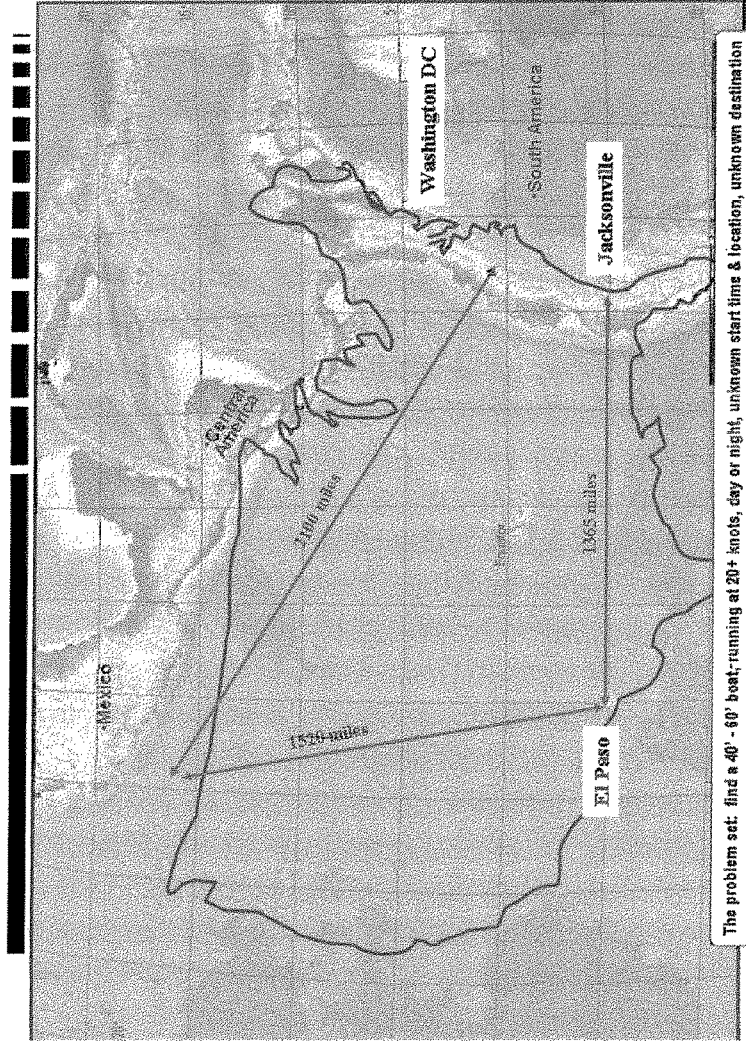 Mexico
Central
America
South America
Washington DC
Jacksonville
El Paso
2100 miles
1520 miles
1365 miles
Equator
The problem set: find a 40' - 60' boat, running at 20+ knots, day or night, unknown start time & location, unknown destination